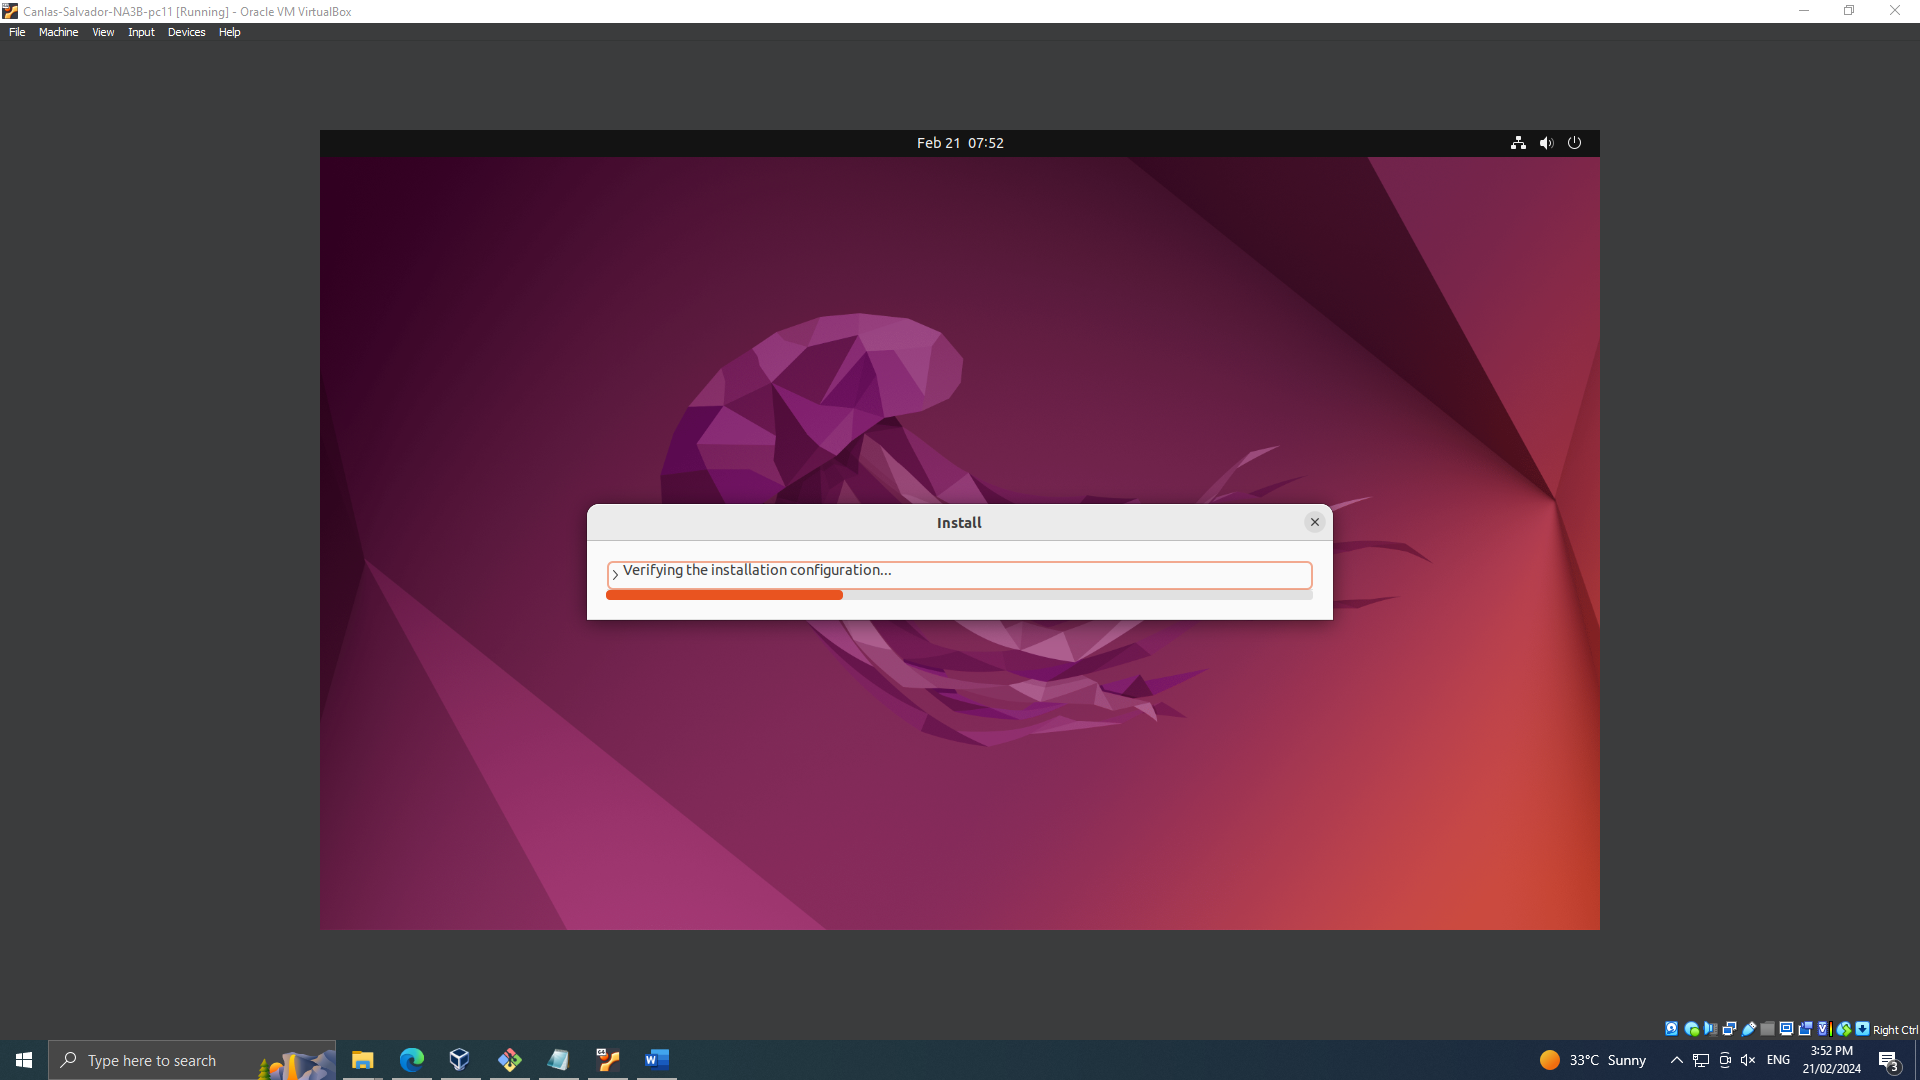 Canlas-Salvador-NA3B-pc11 [Running] - Oracle VM VirtualBox
File Machine View Input Devices Help
Feb 21 07:52
Install
Verifying the installation configuration...
Right Ctrl
Type here to search
33°C Sunny
ENG
3:52 PM
21/02/2024
3